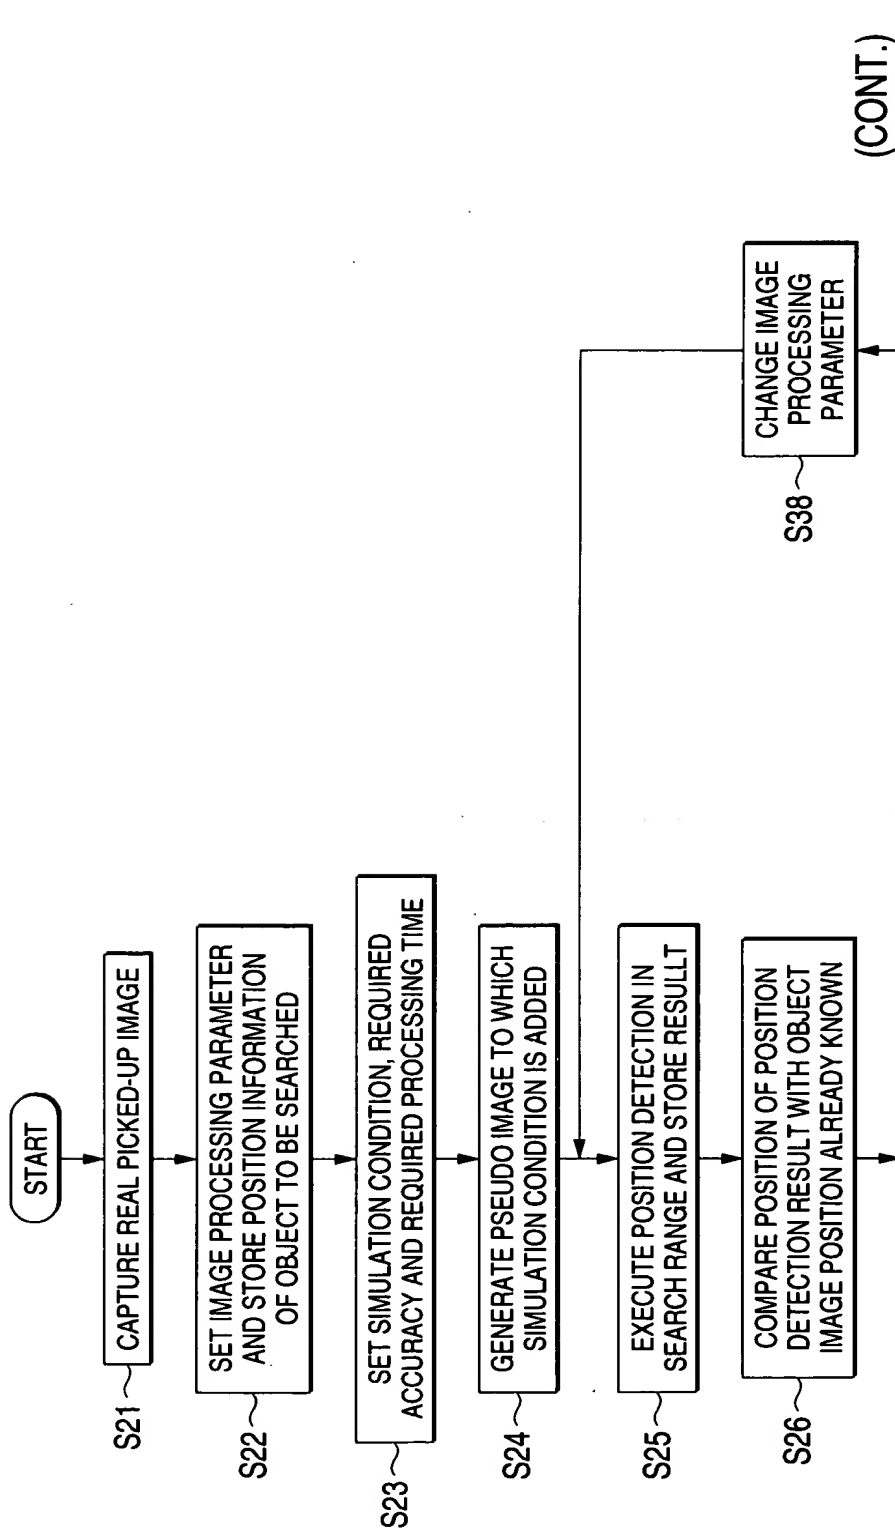 START
S21
CAPTURE REAL PICKED-UP IMAGE
S22
SET IMAGE PROCESSING PARAMETER
AND STORE POSITION INFORMATION
OF OBJECT TO BE SEARCHED
S23
SET SIMULATION CONDITION, REQUIRED
ACCURACY AND REQUIRED PROCESSING TIME
S24
GENERATE PSEUDO IMAGE TO WHICH
SIMULATION CONDITION IS ADDED
S25
EXECUTE POSITION DETECTION IN
SEARCH RANGE AND STORE RESULLT
S26
COMPARE POSITION OF POSITION
DETECTION RESULT WITH OBJECT
IMAGE POSITION ALREADY KNOWN
S38
CHANGE IMAGE
PROCESSING
PARAMETER
(CONT.)